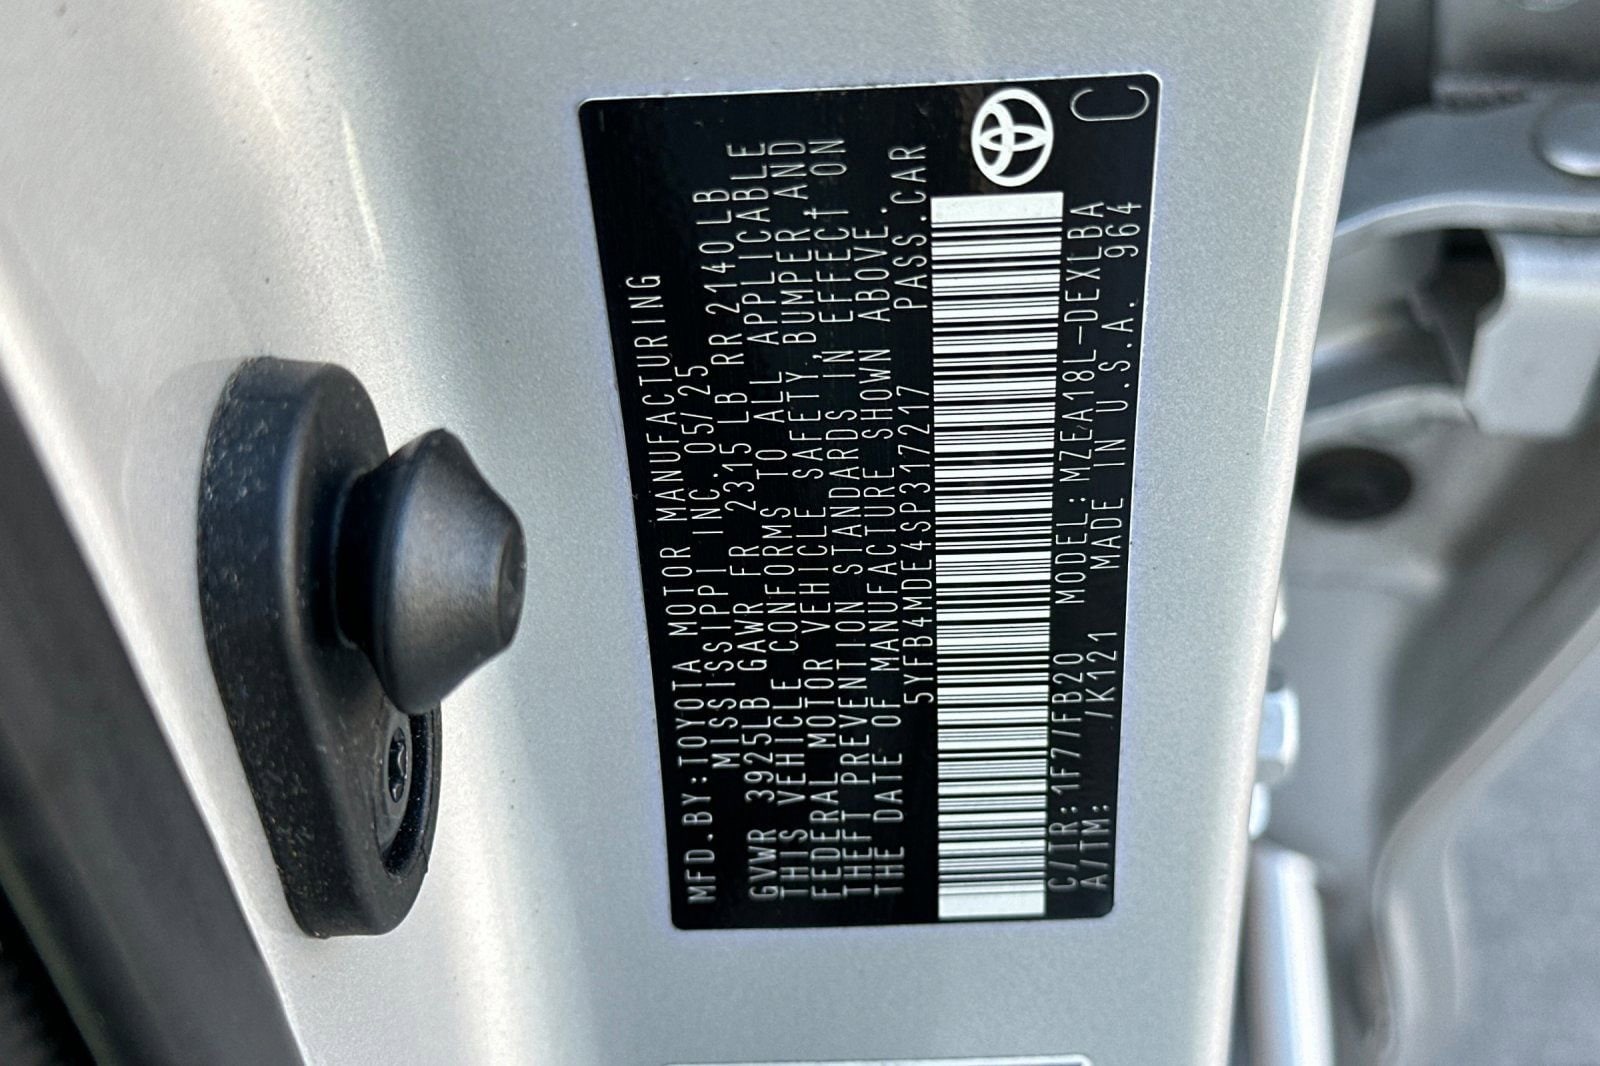 MFD.BY:TOYOTA MOTOR MANUFACTURING
MISSISSIPPI INC. 05/25
GVWR 3925LB GAWR FR 2315 LB RR 2140LB
THIS VEHICLE CONFORMS TO ALL APPLICABLE
FEDERAL MOTOR VEHICLE SAFETY,BUMPER,AND
THEFT PREVENTION STANDARDS IN EFFECT ON
THE DATE OF MANUFACTURE SHOWN ABOVE.
5YFB4MDE4SP317217 PASS.CAR
C/TR:1F7/FB20 MODEL:MZEA18L-DEXLBA
A/TM: /K121 MADE IN U.S.A. 964
C